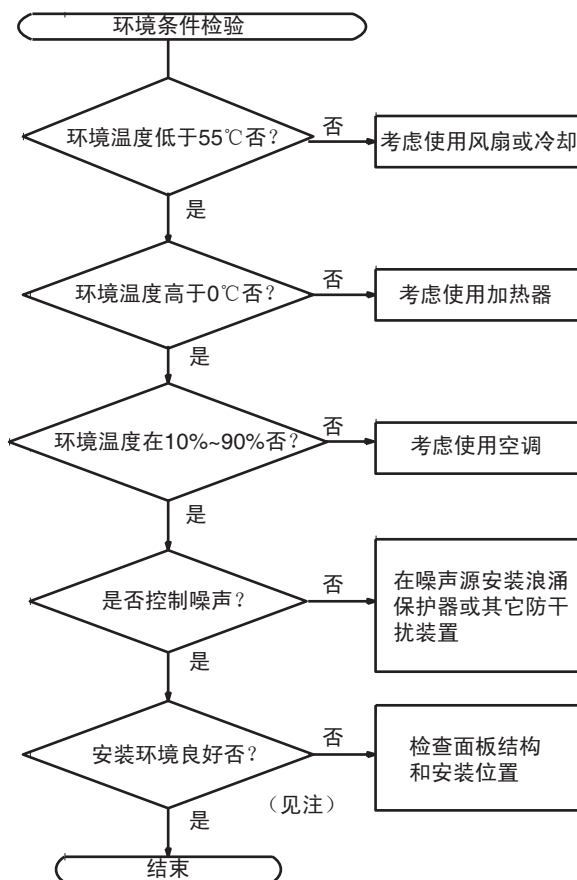 环境条件检验
环境温度低于55℃否？
否
考虑使用风扇或冷却
是
环境温度高于0℃否？
否
考虑使用加热器
是
环境温度在10%~90%否？
否
考虑使用空调
是
是否控制噪声？
否
在噪声源安装浪涌
保护器或其它防干
扰装置
是
安装环境良好否？
否
检查面板结构
和安装位置
（见注）
是
结束